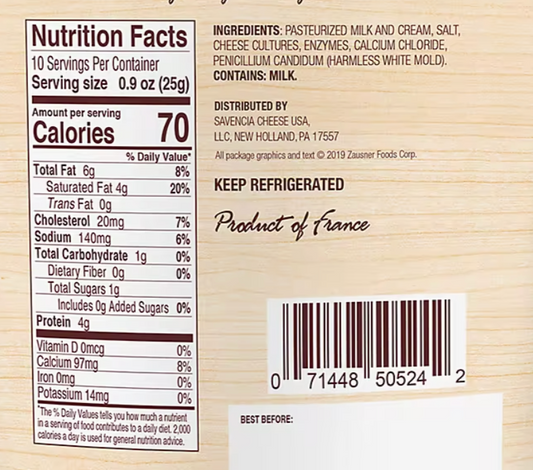 Nutrition Facts
10 Servings Per Container
Serving size 0.9 oz (25g)
Amount per serving
Calories 70
% Daily Value*
Total Fat 6g 8%
Saturated Fat 4g 20%
Trans Fat 0g
Cholesterol 20mg 7%
Sodium 140mg 6%
Total Carbohydrate 1g 0%
Dietary Fiber 0g 0%
Total Sugars 1g
Includes 0g Added Sugars 0%
Protein 4g
Vitamin D 0mcg 0%
Calcium 97mg 8%
Iron 0mg 0%
Potassium 14mg 0%
*The % Daily Values tells you how much a nutrient
in a serving of food contributes to a daily diet. 2,000
calories a day is used for general nutrition advice.
INGREDIENTS: PASTEURIZED MILK AND CREAM, SALT,
CHEESE CULTURES, ENZYMES, CALCIUM CHLORIDE,
PENICILLIUM CANDIDUM (HARMLESS WHITE MOLD).
CONTAINS: MILK.
DISTRIBUTED BY
SAVENCIA CHEESE USA,
LLC, NEW HOLLAND, PA 17557
All package graphics and text © 2019 Zausner Foods Corp.
KEEP REFRIGERATED
Product of France
0 71448 50524 2
BEST BEFORE: